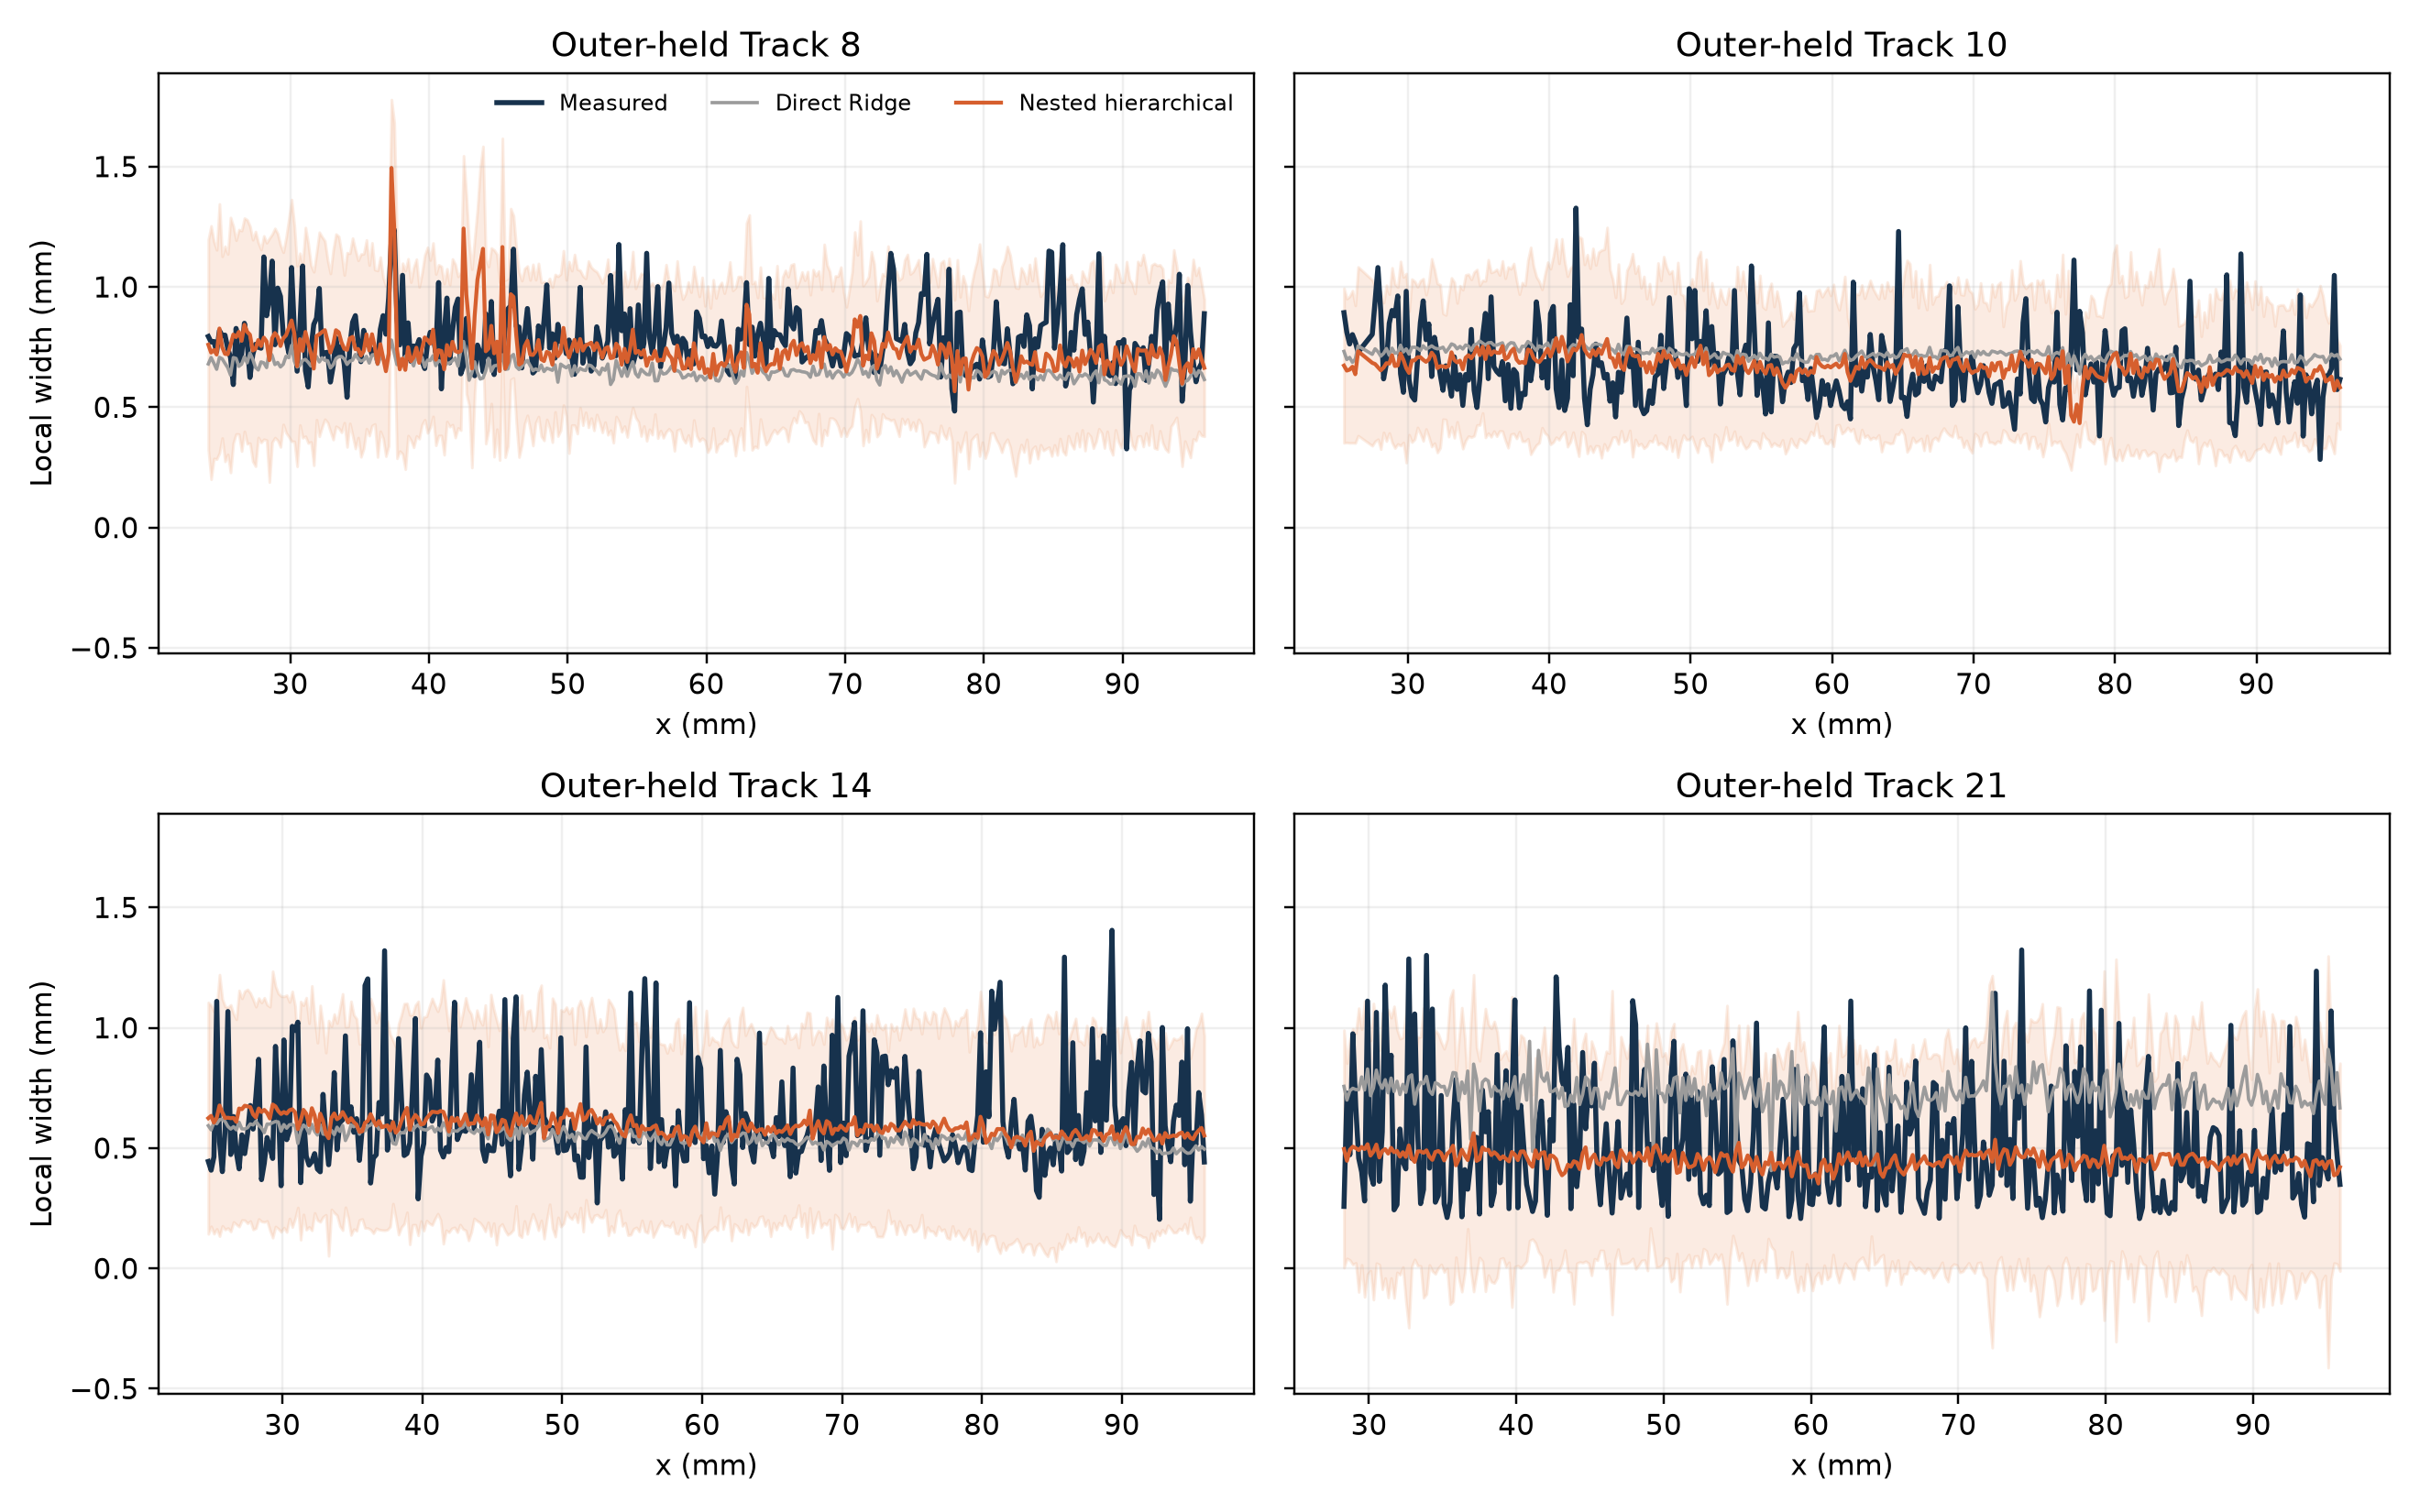 Outer-held Track 8
Outer-held Track 10
Measured
Direct Ridge
Nested hierarchical
Local width (mm)
1.5
1.0
0.5
0.0
−0.5
30 40 50 60 70 80 90
30 40 50 60 70 80 90
x (mm)
x (mm)
Outer-held Track 14
Outer-held Track 21
Local width (mm)
1.5
1.0
0.5
0.0
−0.5
30 40 50 60 70 80 90
30 40 50 60 70 80 90
x (mm)
x (mm)